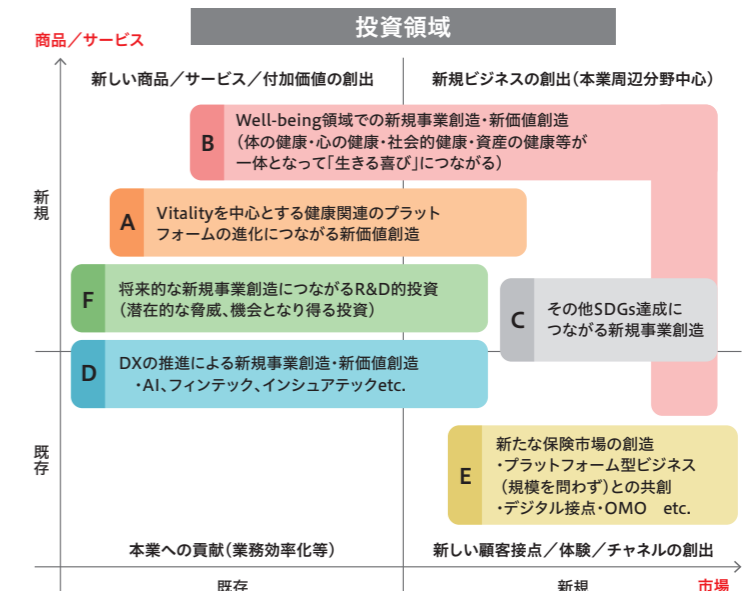 投資領域
商品／サービス
新しい商品／サービス／付加価値の創出
新規ビジネスの創出（本業周辺分野中心）
B
Well-being領域での新規事業創造・新価値創造
（体の健康・心の健康・社会的健康・資産の健康等が
一体となって「生きる喜び」につながる）
新規
A
Vitalityを中心とする健康関連のプラット
フォームの進化につながる新価値創造
F
将来的な新規事業創造につながるR&D的投資
（潜在的な脅威、機会となり得る投資）
C
その他SDGs達成に
つながる新規事業創造
D
DXの推進による新規事業創造・新価値創造
・AI、フィンテック、インシュアテックetc.
既存
E
新たな保険市場の創造
・プラットフォーム型ビジネス
（規模を問わず）との共創
・デジタル接点・OMO　etc.
本業への貢献（業務効率化等）
新しい顧客接点／体験／チャネルの創出
既存
新規
市場